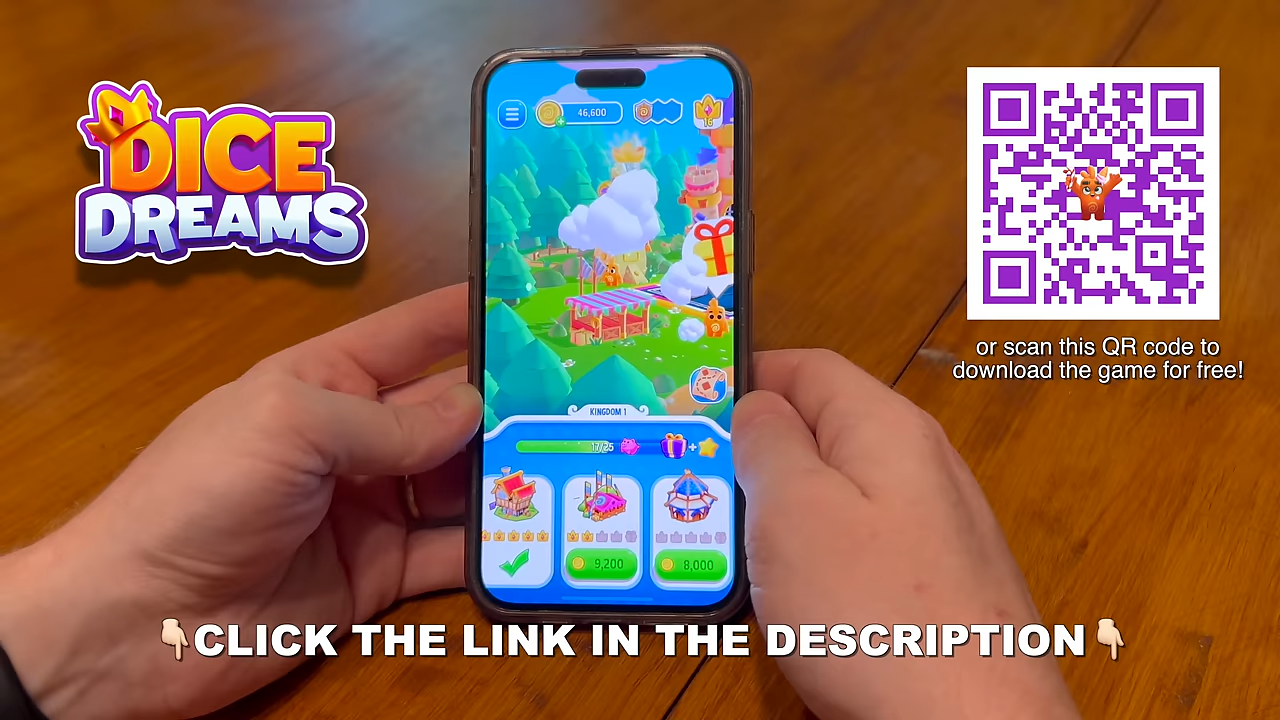 DICE
DREAMS
46,600
16
KINGDOM 1
17/25
+
9,200
8,000
or scan this QR code to
download the game for free!
👇🏻CLICK THE LINK IN THE DESCRIPTION👇🏻